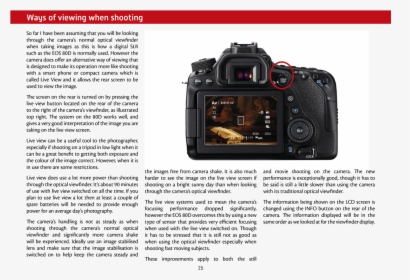 Ways of viewing when shooting
So far I have been assuming that you will be looking
through the camera's normal optical viewfinder
when taking images as this is how a digital SLR
such as the EOS 80D is normally used. However the
camera does offer an alternative way of viewing that
is designed to make its operation more like shooting
with a smart phone or compact camera which is
called Live View and it allows the rear screen to be
used to view the image.
The screen on the rear is turned on by pressing the
live view button located on the rear of the camera
to the right of the camera's viewfinder, as illustrated
top right. The system on the 80D works well, and
gives a very good interpretation of the image you are
taking on the live view screen.
Live view can be useful to the photographer,
especially if shooting on a tripod in low light when it
can be a great benefit to getting both exposure and
the colour of the image correct. However, when it is
in use there are some restrictions.
Live view does use a lot more power than shooting
through the optical viewfinder. It's about 90 minutes
of use with live view switched on all the time. If you
plan to use live view a lot then at least a couple of
spare batteries will be needed to provide enough
power for an average day's photography.
The camera's handling is not as steady as when
shooting through the camera's normal optical
viewfinder and significantly more camera shake
will be experienced. Ideally use an image stabilised
lens and make sure that the image stabilisation is
switched on to help keep the camera steady and
the images free from camera shake. It is also much
harder to see the image on the live view screen if
shooting on a bright sunny day than when looking
through the camera's optical viewfinder.
The live view systems used to mean the camera's
focusing performance dropped significantly,
however the EOS 80D overcomes this by using a new
type of sensor that provides very efficient focusing
when used with the live view switched on. Though
it has to be stressed that it is still not as good as
when using the optical viewfinder especially when
shooting fast moving subjects.
These improvements apply to both the still
and movie shooting on the camera. The new
performance is exceptionally good, though it has to
be said is still a little slower than using the camera
with its traditional optical viewfinder.
The information being shown on the LCD screen is
changed using the INFO button on the rear of the
camera. The information displayed will be in the
same order as we looked at for the viewfinder display.
25